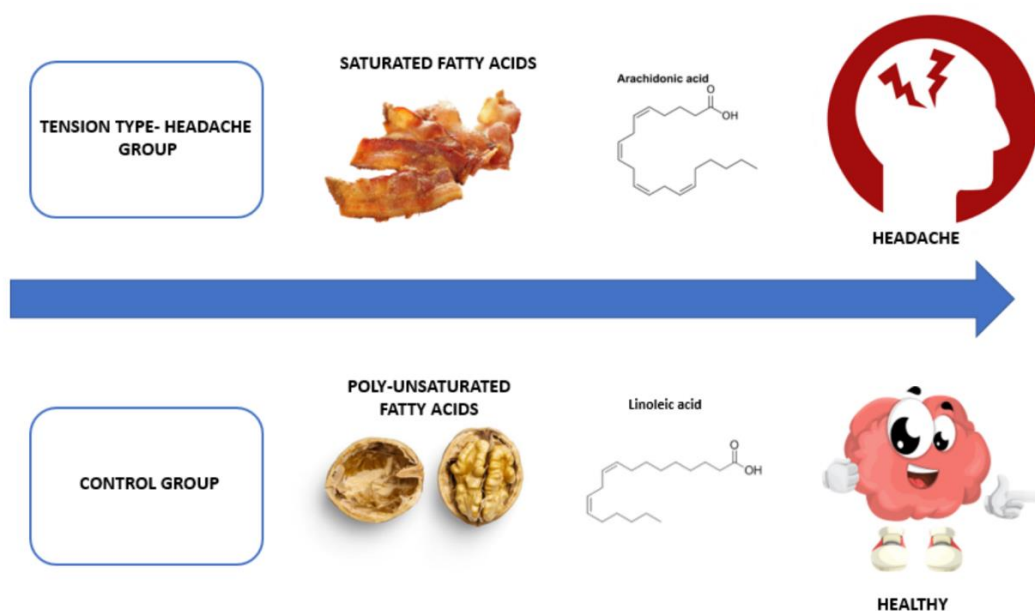 SATURATED FATTY ACIDS
Arachidonic acid
O
OH
TENSION TYPE- HEADACHE
GROUP
HEADACHE
POLY-UNSATURATED
FATTY ACIDS
Linoleic acid
O
OH
CONTROL GROUP
HEALTHY